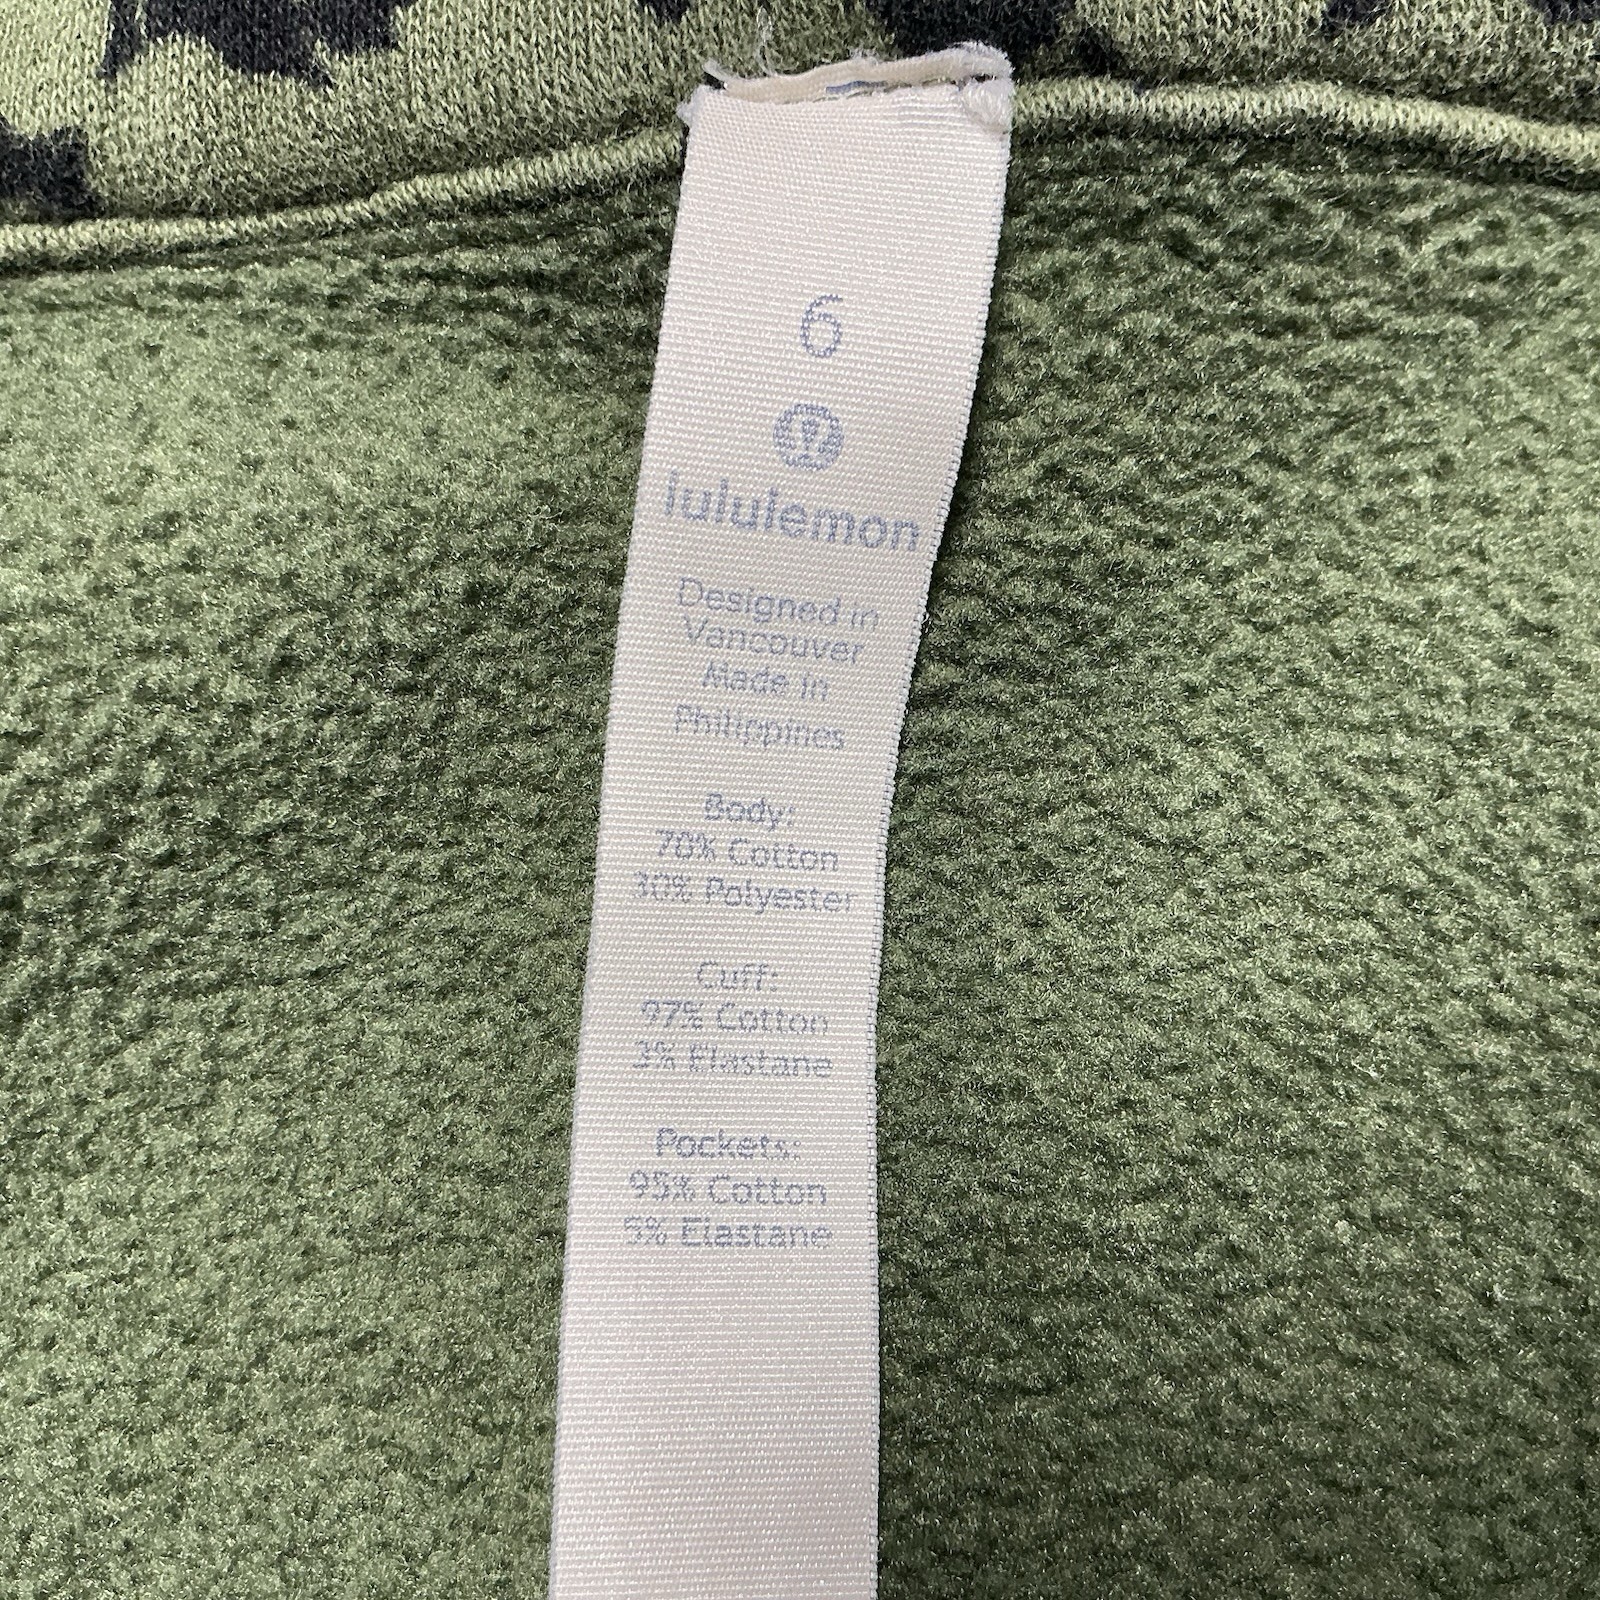 6
lululemon
Designed in
Vancouver
Made in
Philippines
Body:
70% Cotton
30% Polyester
Cuff:
97% Cotton
3% Elastane
Pockets:
95% Cotton
5% Elastane